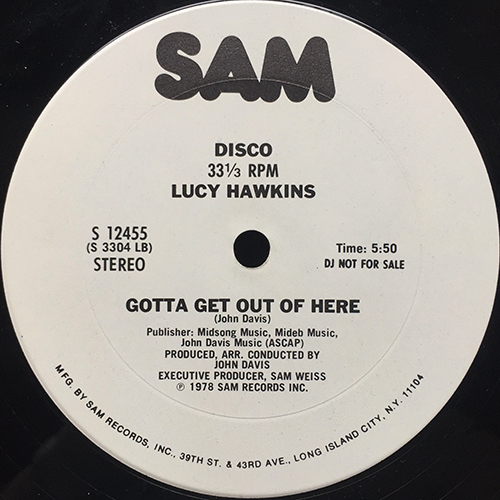 SAM
DISCO
33⅓ RPM
LUCY HAWKINS
S 12455
(S 3304 LB)
STEREO
Time: 5:50
DJ NOT FOR SALE
GOTTA GET OUT OF HERE
(John Davis)
Publisher: Midsong Music, Mideb Music,
John Davis Music (ASCAP)
PRODUCED, ARR. CONDUCTED BY
JOHN DAVIS
EXECUTIVE PRODUCER, SAM WEISS
℗ 1978 SAM RECORDS INC.
MFG. BY SAM RECORDS, INC., 39TH ST. & 43RD AVE., LONG ISLAND CITY, N.Y. 11104